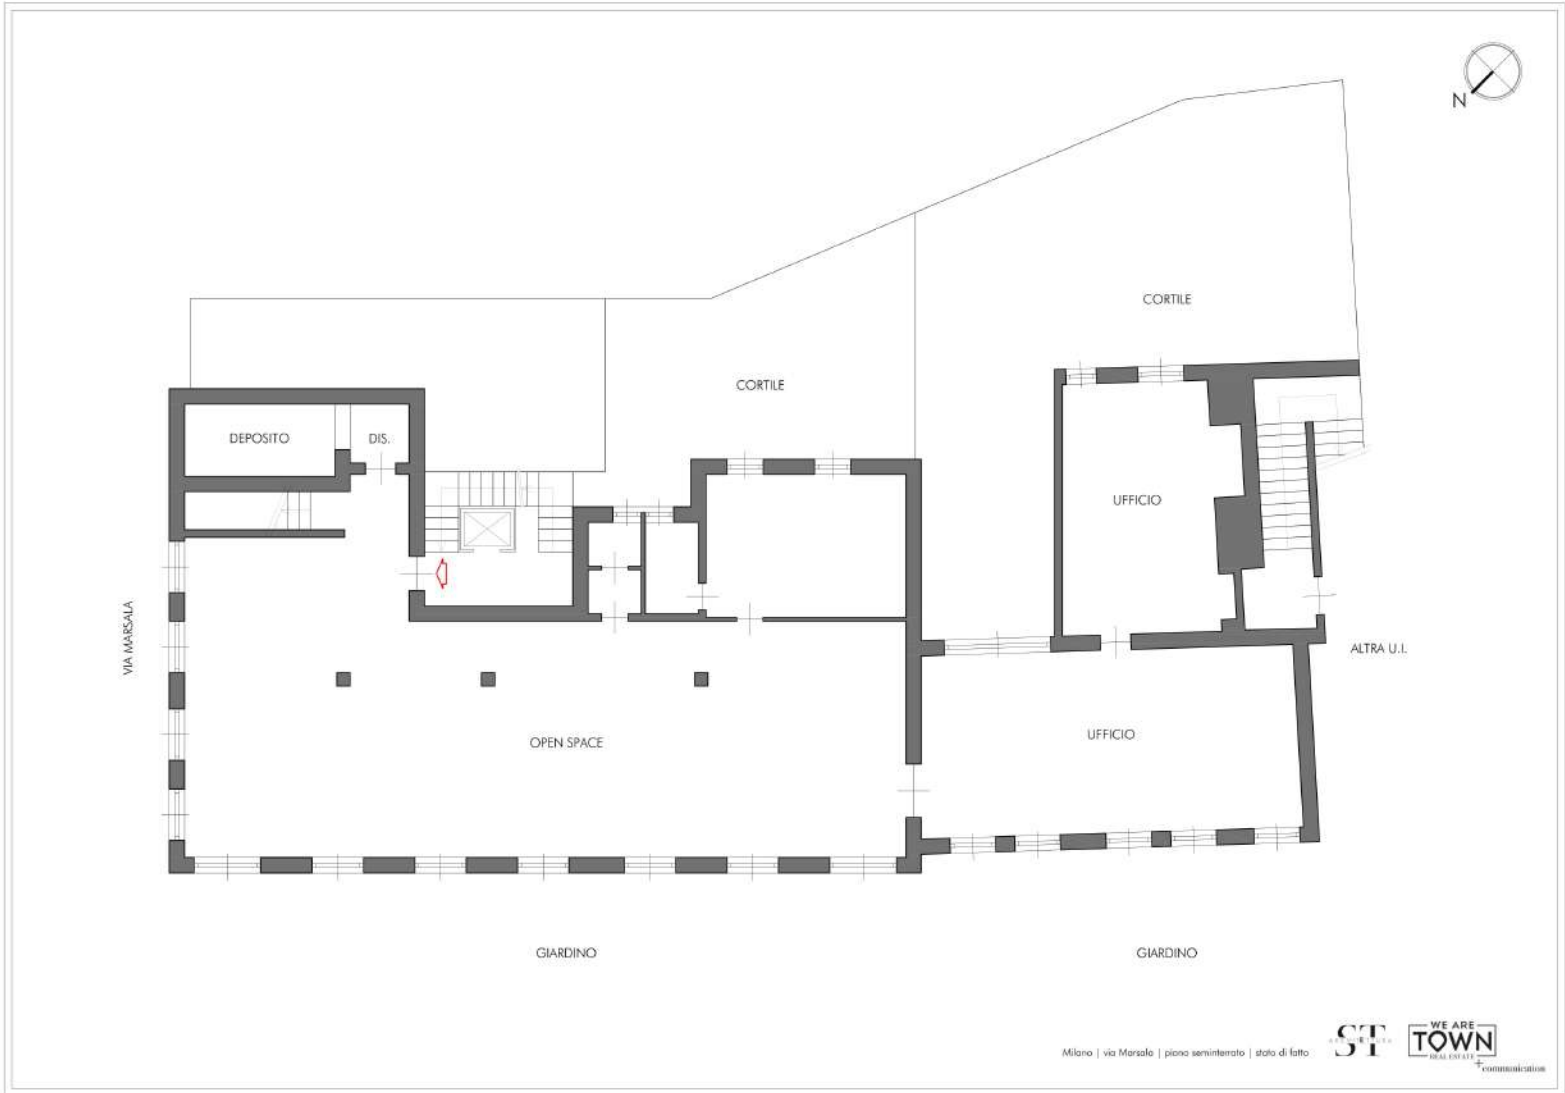 N
CORTILE
CORTILE
DEPOSITO
DIS.
UFFICIO
VIA MARSALA
ALTRA U.I.
OPEN SPACE
UFFICIO
GIARDINO
GIARDINO
Milano | via Marsala | piano seminterrato | stato di fatto
ST
WE ARE
TOWN
REAL ESTATE
+communication